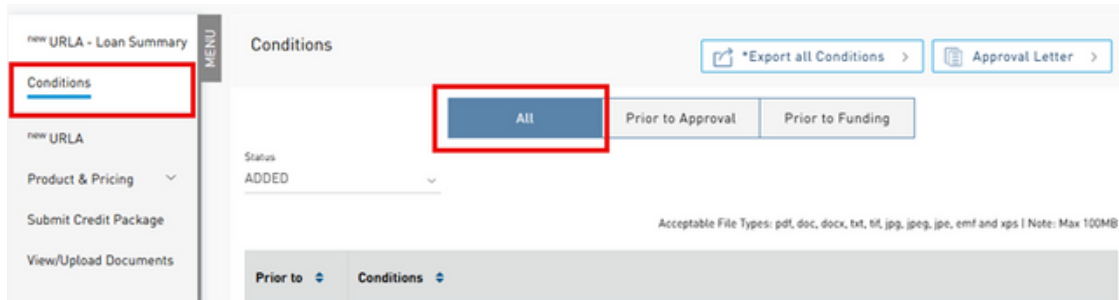 new URLA - Loan Summary
Conditions
new URLA
Product & Pricing
Submit Credit Package
View/Upload Documents
MENU
Conditions
*Export all Conditions >
Approval Letter >
All
Prior to Approval
Prior to Funding
Status
ADDED
Acceptable File Types: pdf, doc, docx, txt, tif, jpg, jpeg, jpe, emf and xps | Note: Max 100MB
Prior to
Conditions